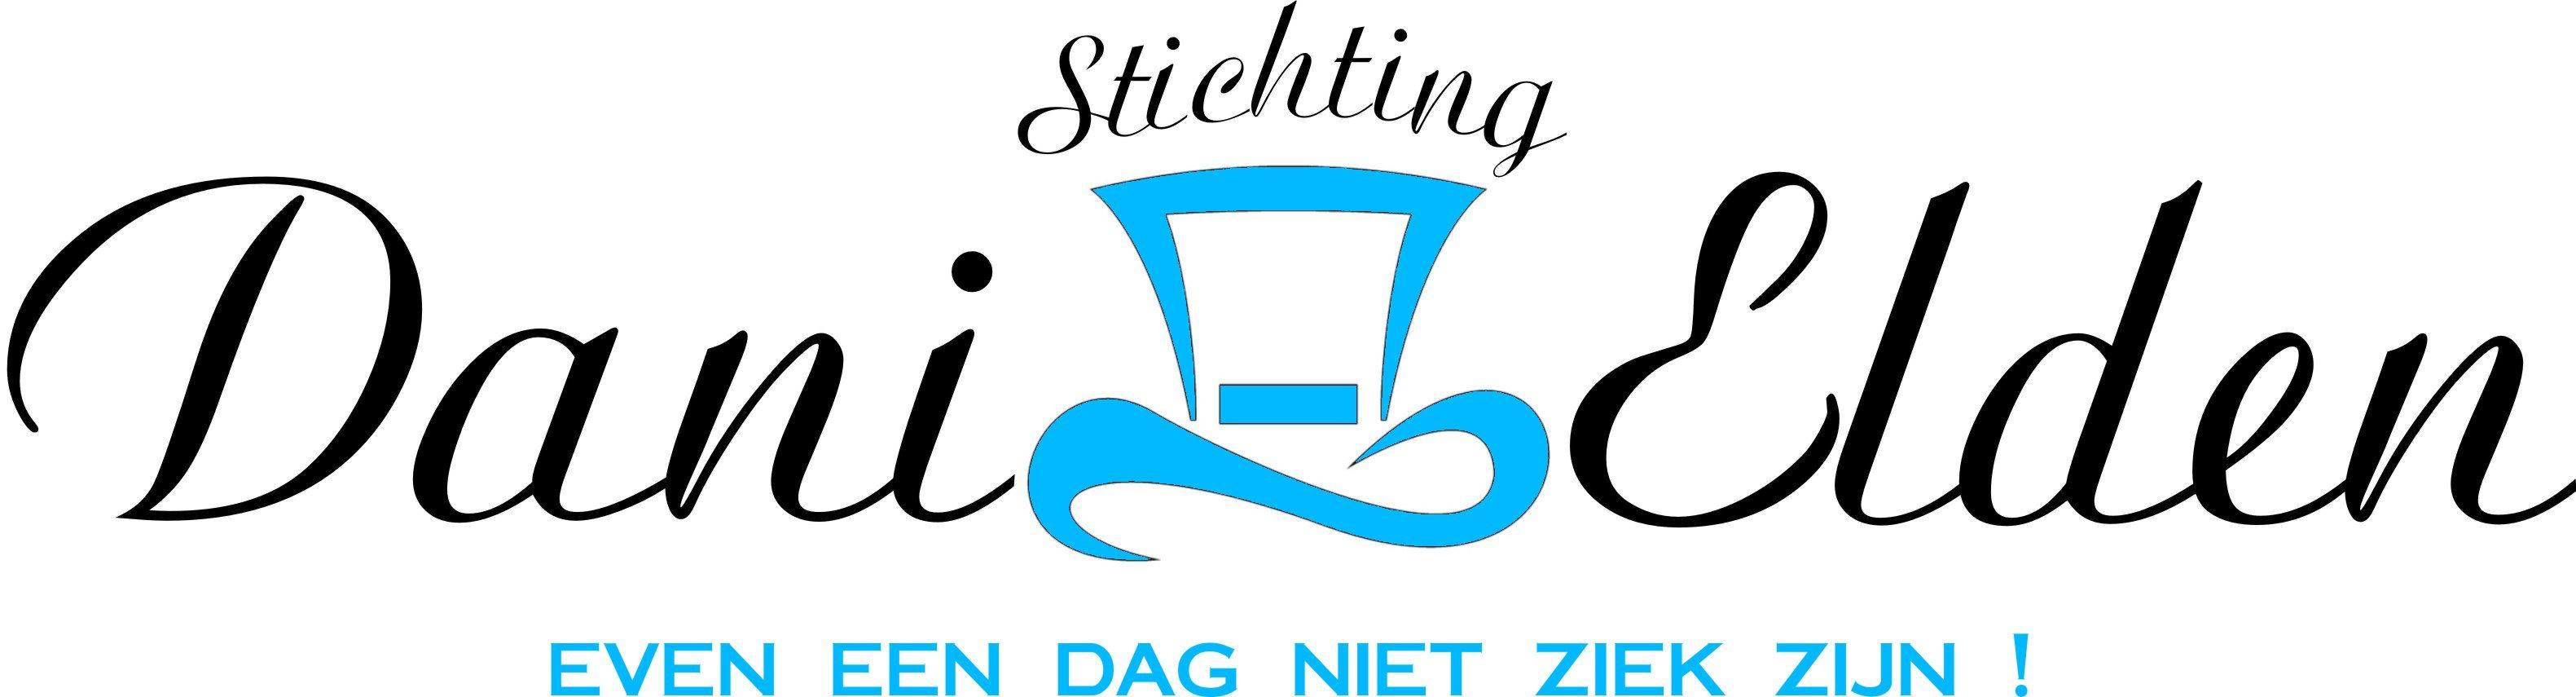 Stichting
Dani Elden
EVEN EEN DAG NIET ZIEK ZIJN !